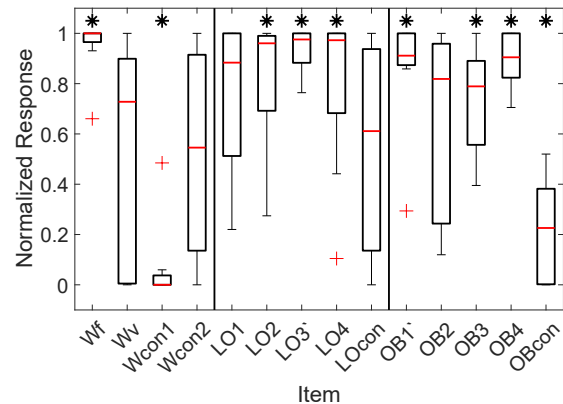 Normalized Response
1
0.8
0.6
0.4
0.2
0
Wf
Wv
Wcon1
Wcon2
LO1
LO2
LO3`
LO4
LOcon
OB1`
OB2
OB3
OB4
OBcon
Item